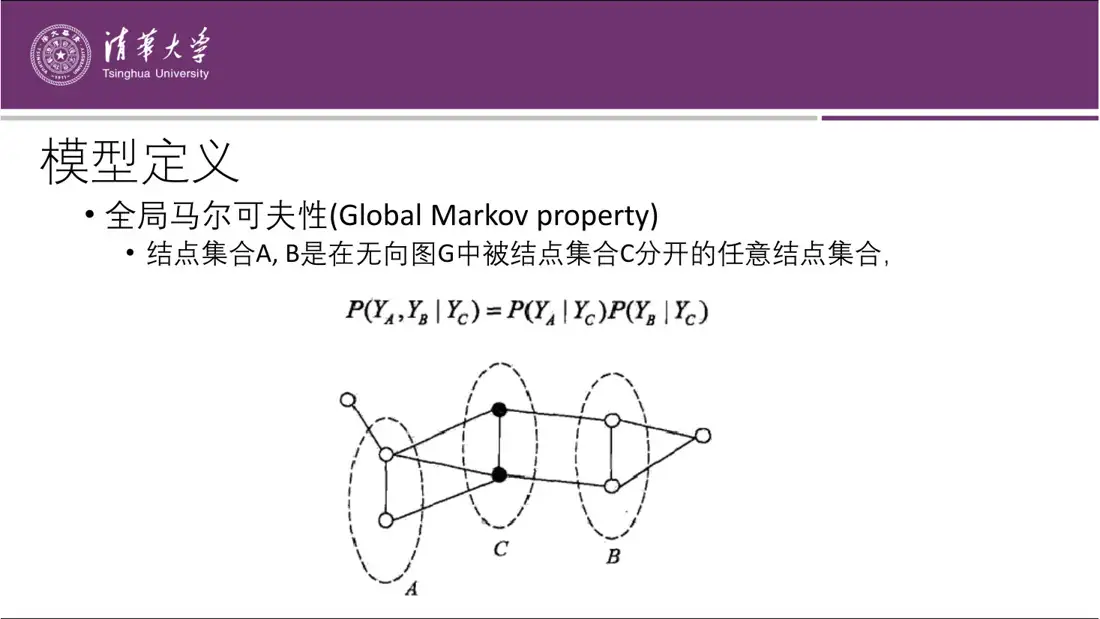 清华大学
Tsinghua University
模型定义
• 全局马尔可夫性(Global Markov property)
• 结点集合A, B是在无向图G中被结点集合C分开的任意结点集合,
P(Y_A, Y_B | Y_C) = P(Y_A | Y_C)P(Y_B | Y_C)
C
B
A